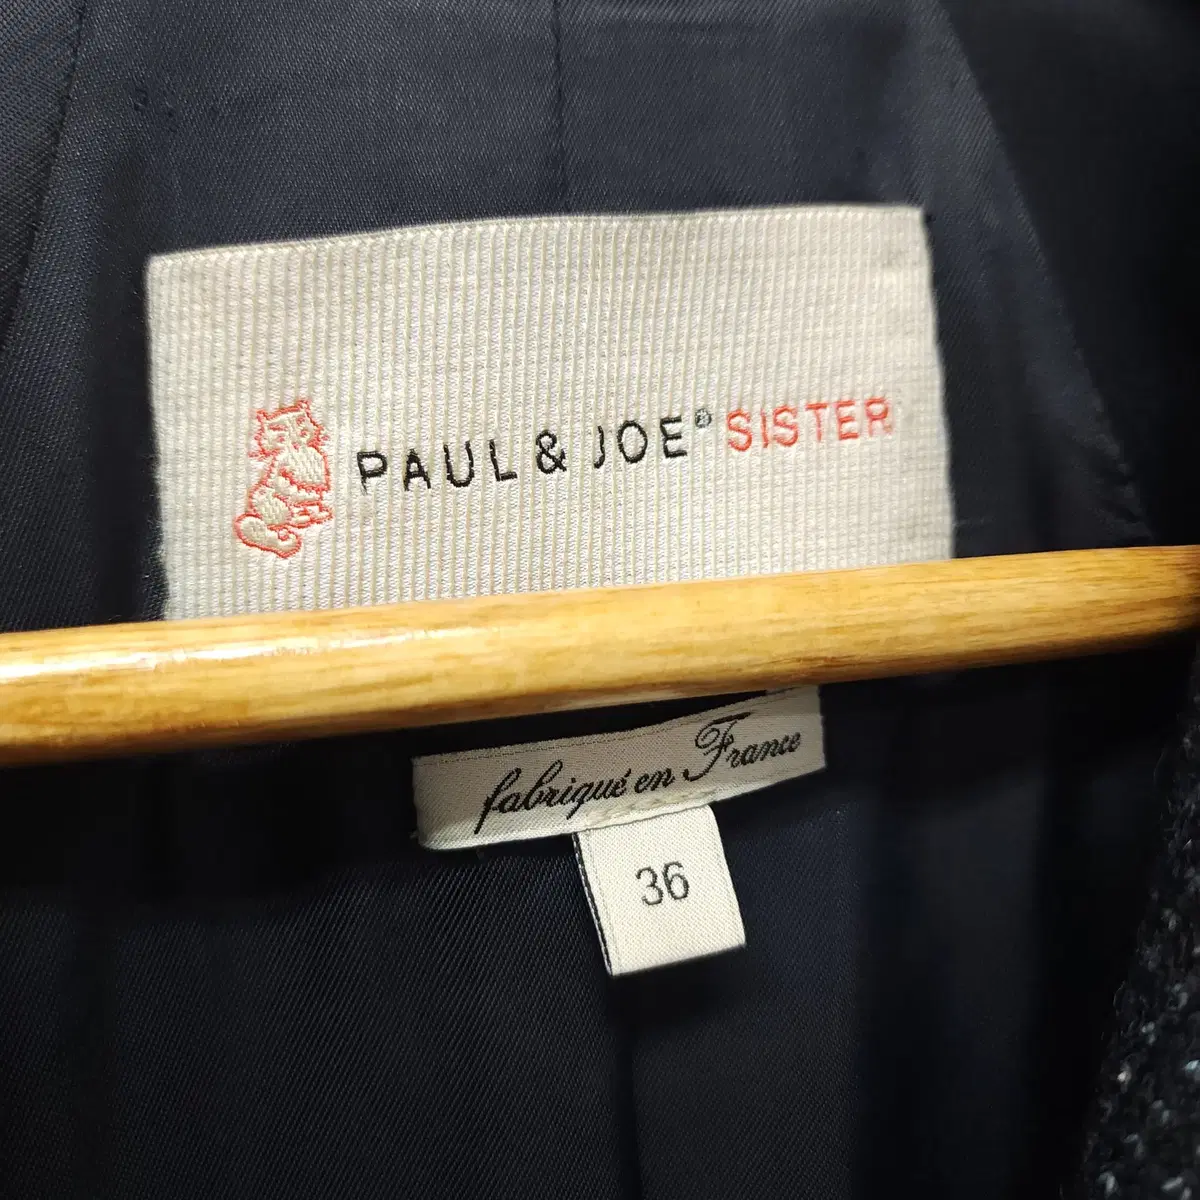 PAUL & JOE® SISTER
fabriqué en France
36